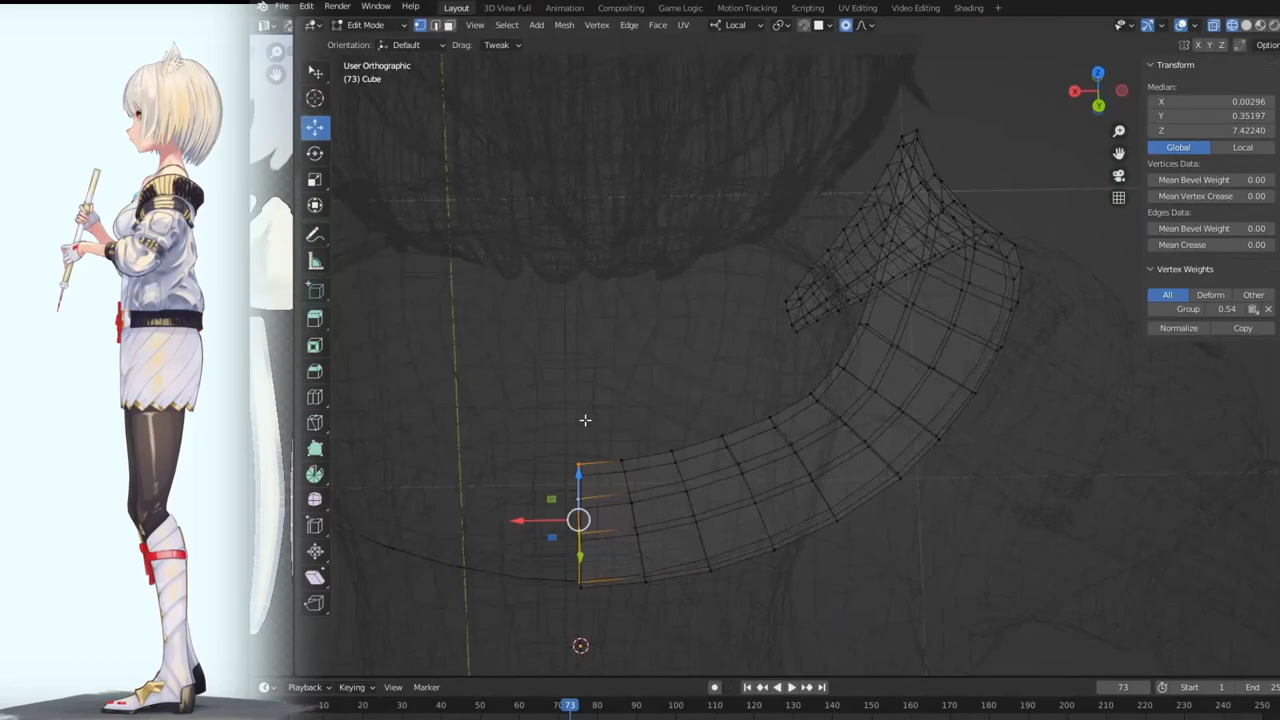 File Edit Render Window Help Layout 3D View Full Animation Compositing Game Logic Motion Tracking Scripting UV Editing Video Editing Shading +
Edit Mode View Select Add Mesh Vertex Edge Face UV Local
Orientation: Default Drag: Tweak X Y Z
User Orthographic
(73) Cube
Transform
Median:
X 0.00296
Y 0.35197
Z 7.42240
Global Local
Vertices Data:
Mean Bevel Weight 0.00
Mean Vertex Crease 0.00
Edges Data:
Mean Bevel Weight 0.00
Mean Crease 0.00
Vertex Weights
All Deform Other
Group 0.54
Normalize Copy
Z
X
Y
Playback Keying View Marker 73 Start 1 End
10 20 30 40 50 60 73 80 90 100 110 120 130 140 150 160 170 180 190 200 210 220 230 240 250